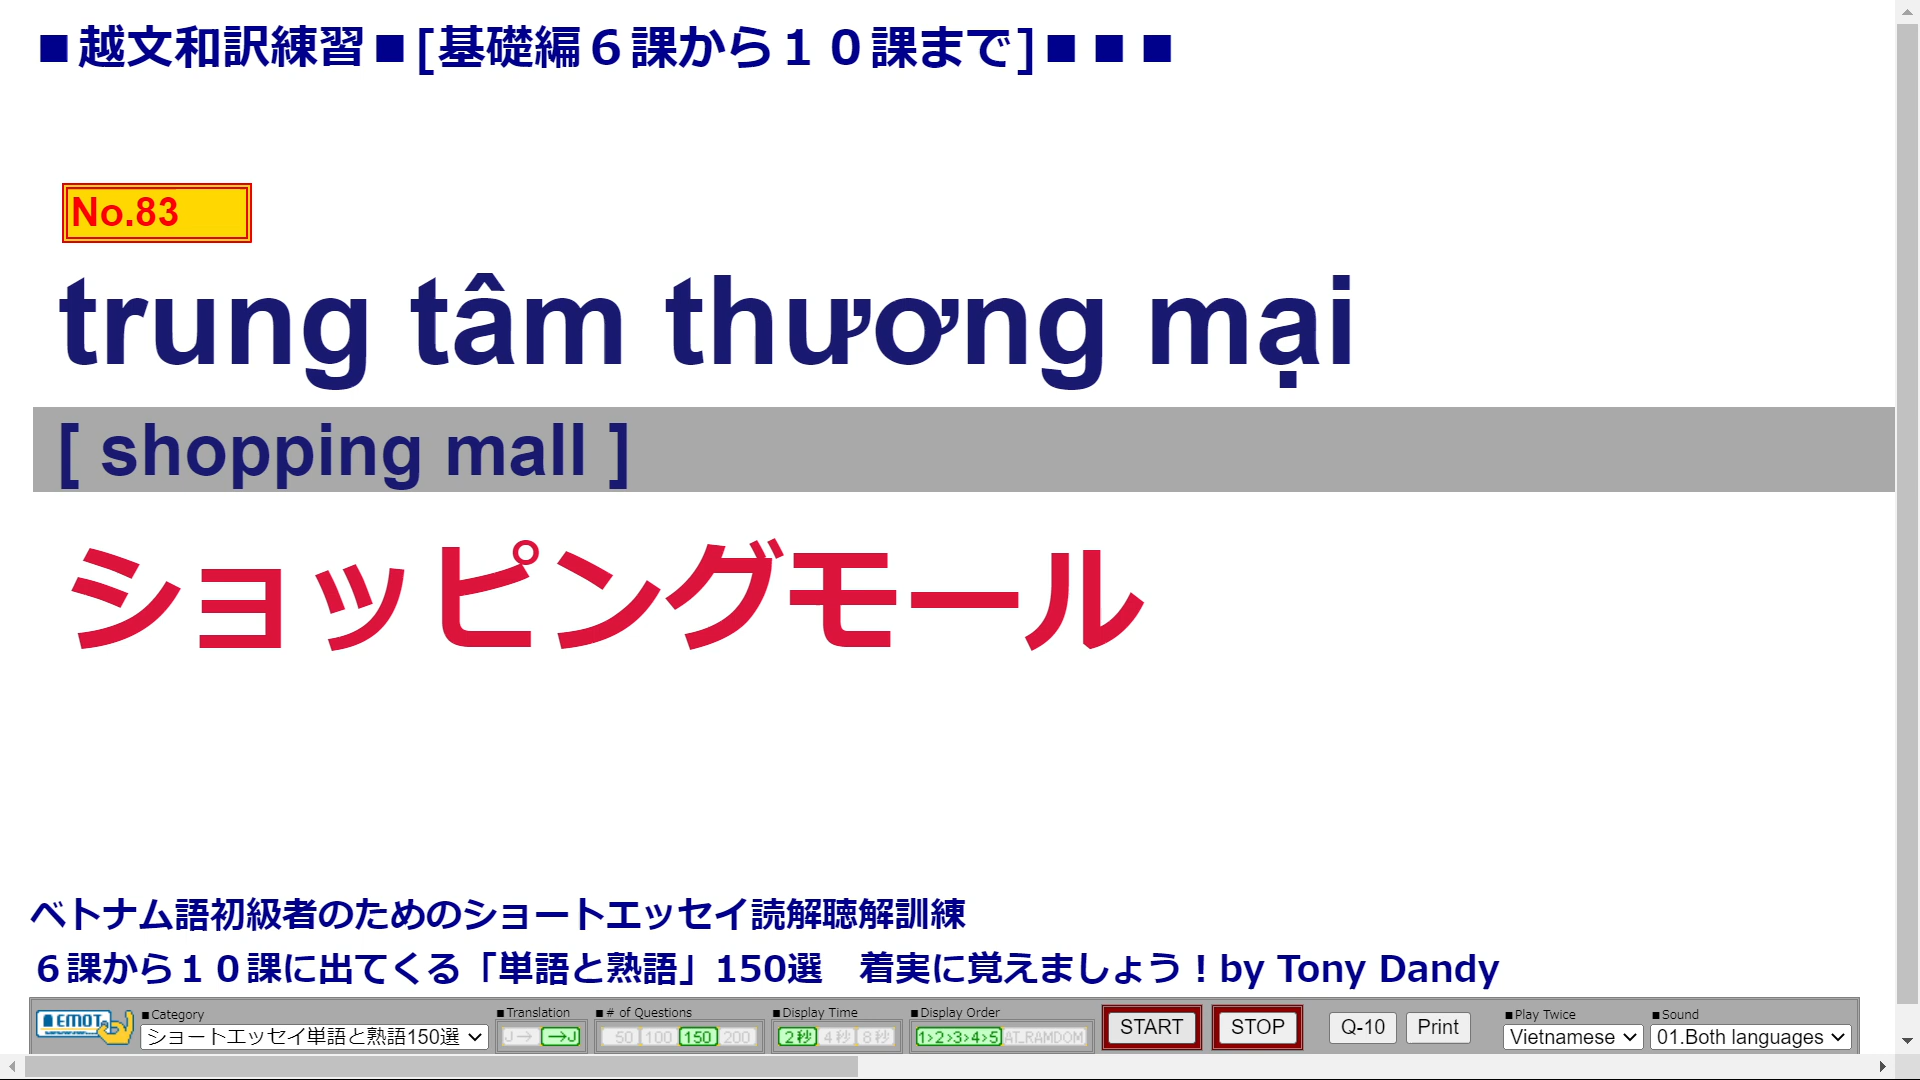 ■越文和訳練習■[基礎編６課から１０課まで]■ ■ ■
No.83
trung tâm thương mại
[ shopping mall ]
ショッピングモール
ベトナム語初級者のためのショートエッセイ読解聴解訓練
６課から１０課に出てくる「単語と熟語」150選　着実に覚えましょう！by Tony Dandy
EMOT
■Category ■Translation ■# of Questions ■Display Time ■Display Order ■Play Twice ■Sound
ショートエッセイ単語と熟語150選 J→ →J 50 100 150 200 2秒 4秒 8秒 1>2>3>4>5 AT_RAMDOM START STOP Q-10 Print Vietnamese 01.Both languages